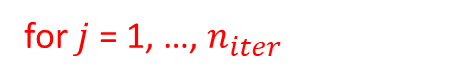 for j = 1, …, n_iter